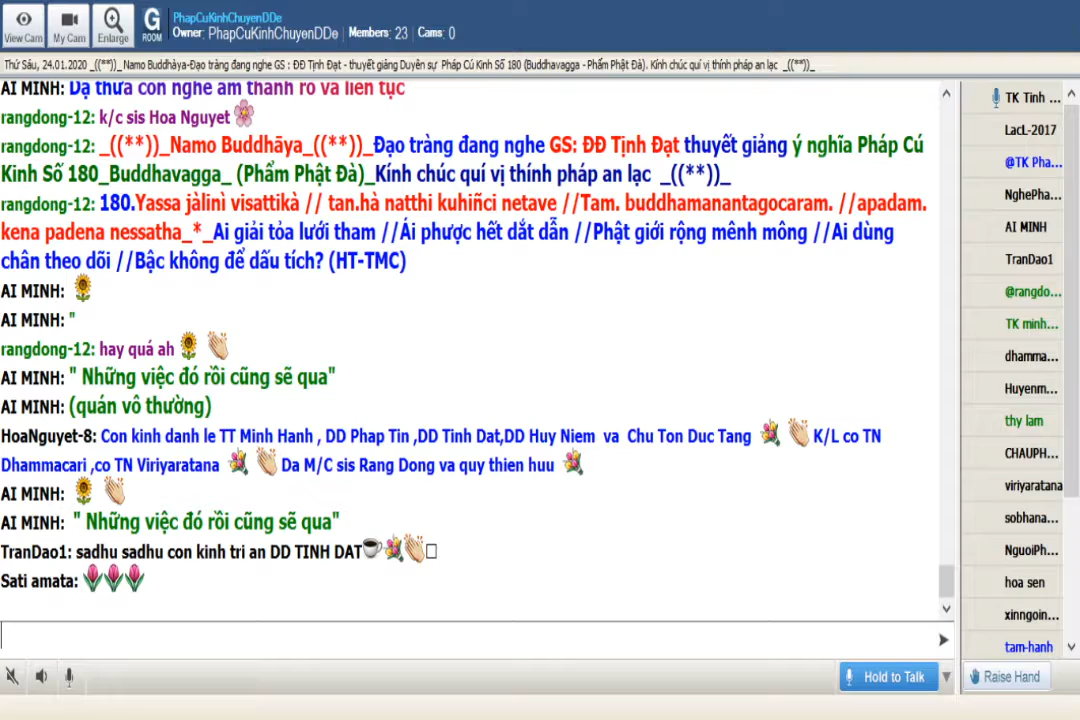 View Cam
My Cam
Enlarge
G
ROOM
PhapCuKinhChuyenDDe
Owner: PhapCuKinhChuyenDDe | Members: 23 | Cams: 0
Thứ Sáu, 24.01.2020 _((**))_Namo Buddhàya-Đạo tràng đang nghe GS : ĐĐ Tịnh Đạt - thuyết giảng Duyên sự Pháp Cú Kinh Số 180 (Buddhavagga - Phẩm Phật Đà). Kính chúc quí vị thính pháp an lạc _((**))_
AI MINH: Dạ thưa con nghe âm thanh rõ và liên tục
rangdong-12: k/c sis Hoa Nguyet
rangdong-12: _((**))_Namo Buddhāya_((**))_Đạo tràng đang nghe GS: ĐĐ Tịnh Đạt thuyết giảng ý nghĩa Pháp Cú
Kinh Số 180_Buddhavagga_ (Phẩm Phật Đà)_Kính chúc quí vị thính pháp an lạc _((**))_
rangdong-12: 180.Yassa jàlinì visattikà // tan.hà natthi kuhiñci netave //Tam. buddhamanantagocaram. //apadam.
kena padena nessatha_*_Ai giải tỏa lưới tham //Ái phược hết dắt dẫn //Phật giới rộng mênh mông //Ai dùng
chân theo dõi //Bậc không để dấu tích? (HT-TMC)
AI MINH:
AI MINH: "
rangdong-12: hay quá ah
AI MINH: " Những việc đó rồi cũng sẽ qua"
AI MINH: (quán vô thường)
HoaNguyet-8: Con kinh danh le TT Minh Hanh , DD Phap Tin ,DD Tinh Dat,DD Huy Niem va Chu Ton Duc Tang K/L co TN
Dhammacari ,co TN Viriyaratana Da M/C sis Rang Dong va quy thien huu
AI MINH:
AI MINH: " Những việc đó rồi cũng sẽ qua"
TranDao1: sadhu sadhu con kinh tri an DD TINH DAT
Sati amata:
TK Tinh ...
LacL-2017
@TK Pha...
NghePha...
AI MINH
TranDao1
@rangdo...
TK minh...
dhamma...
Huyenm...
thy lam
CHAUPH...
viriyaratana
sobhana...
NguoiPh...
hoa sen
xinngoin...
tam-hanh
Hold to Talk
Raise Hand